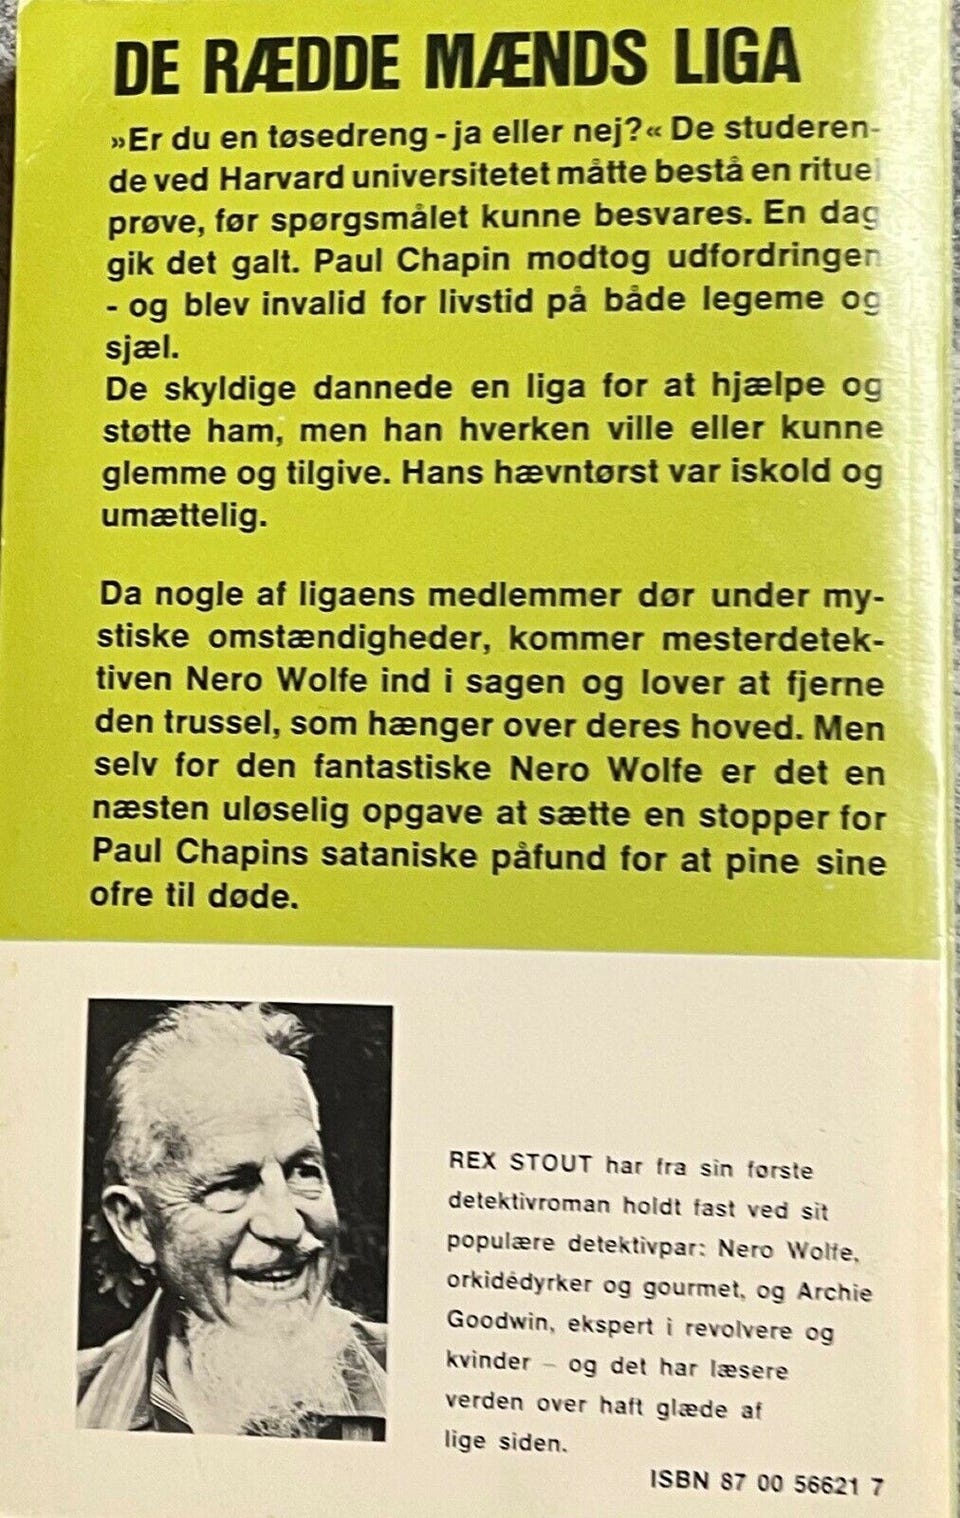 DE RÆDDE MÆNDS LIGA
»Er du en tøsedreng - ja eller nej?« De studeren-
de ved Harvard universitetet måtte bestå en rituel
prøve, før spørgsmålet kunne besvares. En dag
gik det galt. Paul Chapin modtog udfordringen
- og blev invalid for livstid på både legeme og
sjæl.
De skyldige dannede en liga for at hjælpe og
støtte ham, men han hverken ville eller kunne
glemme og tilgive. Hans hævntørst var iskold og
umættelig.
Da nogle af ligaens medlemmer dør under my-
stiske omstændigheder, kommer mesterdetek-
tiven Nero Wolfe ind i sagen og lover at fjerne
den trussel, som hænger over deres hoved. Men
selv for den fantastiske Nero Wolfe er det en
næsten uløselig opgave at sætte en stopper for
Paul Chapins sataniske påfund for at pine sine
ofre til døde.
REX STOUT har fra sin første
detektivroman holdt fast ved sit
populære detektivpar: Nero Wolfe,
orkidédyrker og gourmet, og Archie
Goodwin, ekspert i revolvere og
kvinder – og det har læsere
verden over haft glæde af
lige siden.
ISBN 87 00 56621 7